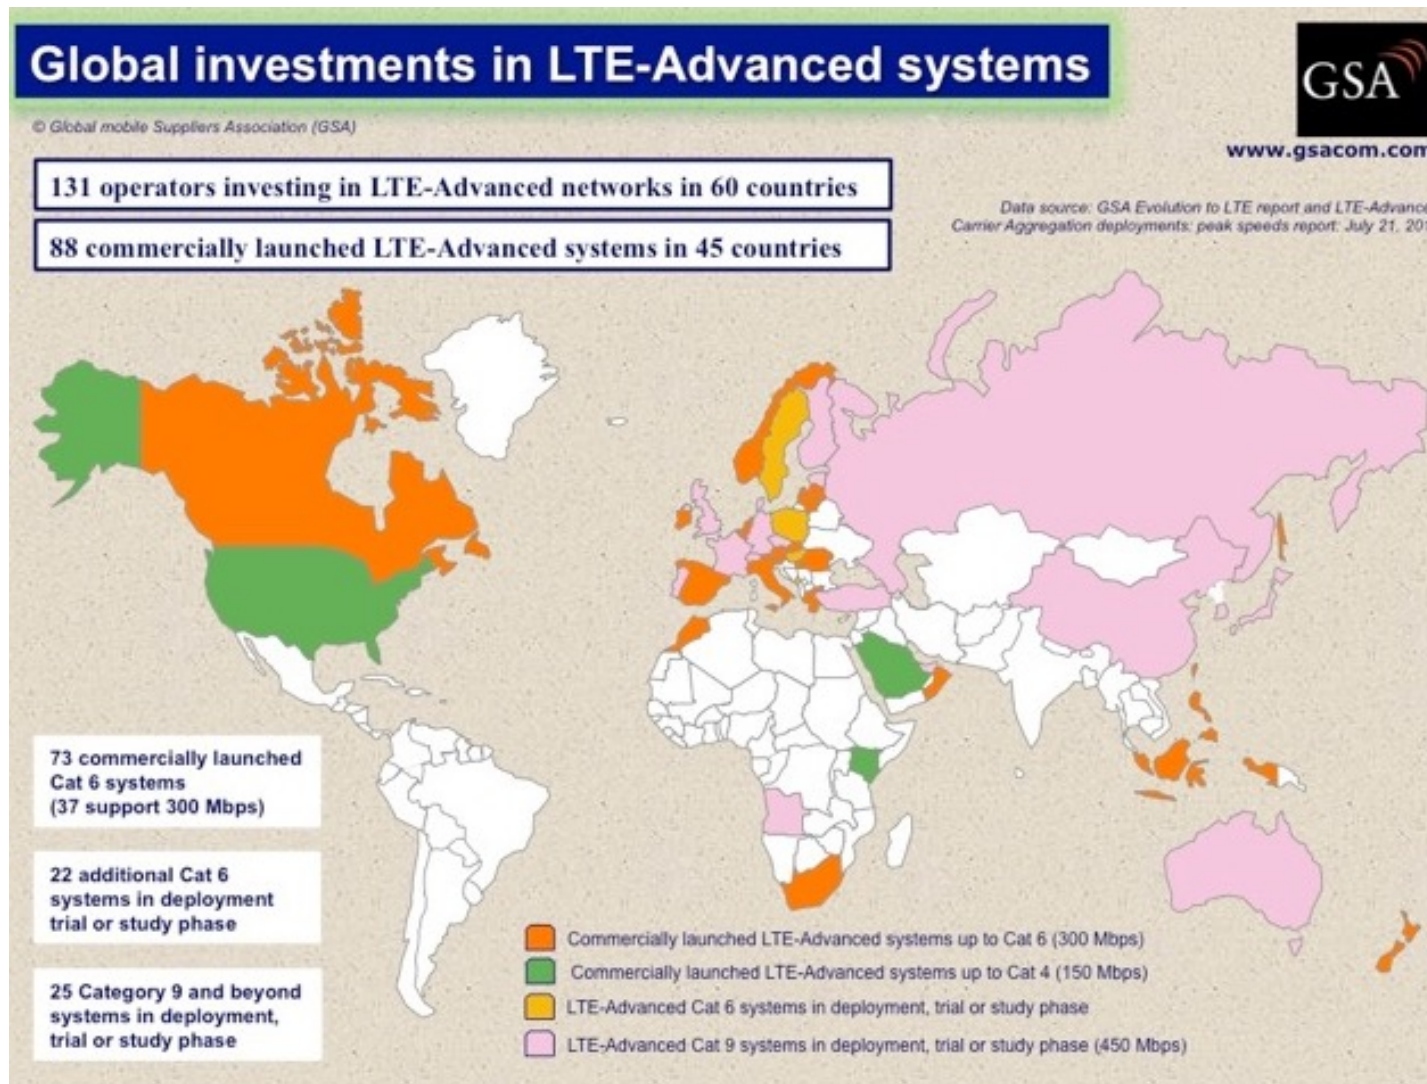 Global investments in LTE-Advanced systems
GSA
© Global mobile Suppliers Association (GSA)
www.gsacom.com
131 operators investing in LTE-Advanced networks in 60 countries
Data source: GSA Evolution to LTE report and
Carrier Aggregation deployments: peak speeds report: July 21,
88 commercially launched LTE-Advanced systems in 45 countries
73 commercially launched
Cat 6 systems
(37 support 300 Mbps)
22 additional Cat 6
systems in deployment
trial or study phase
25 Category 9 and beyond
systems in deployment,
trial or study phase
Commercially launched LTE-Advanced systems up to Cat 6 (300 Mbps)
Commercially launched LTE-Advanced systems up to Cat 4 (150 Mbps)
LTE-Advanced Cat 6 systems in deployment, trial or study phase
LTE-Advanced Cat 9 systems in deployment, trial or study phase (450 Mbps)